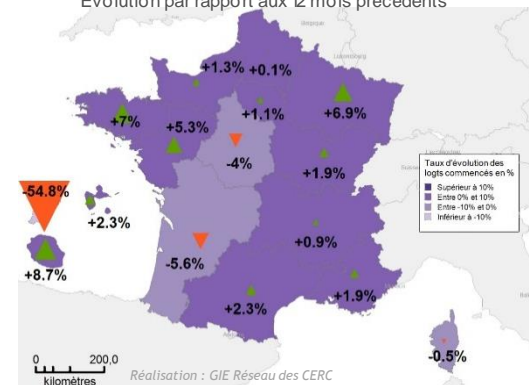 Evolution par rapport aux 12 mois précédents
Belgique
Luxembourg
+1.3% +0.1%
+7%
+1.1%
+6.9%
+5.3%
-4%
+1.9%
Taux d'évolution des
logts commencés en %
Supérieur à 10%
Entre 0% et 10%
Entre -10% et 0%
Inférieur à -10%
-54.8%
+2.3%
-5.6%
+0.9%
+8.7%
+2.3%
+1.9%
-0.5%
0 200,0
kilomètres
Réalisation : GIE Réseau des CERC